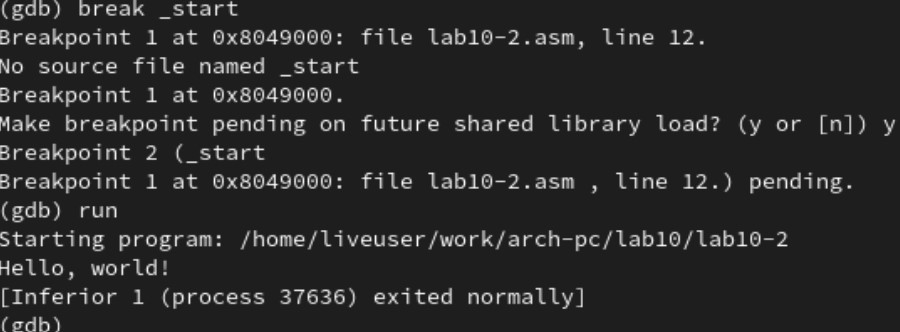 (gdb) break _start
Breakpoint 1 at 0x8049000: file lab10-2.asm, line 12.
No source file named _start
Breakpoint 1 at 0x8049000.
Make breakpoint pending on future shared library load? (y or [n]) y
Breakpoint 2 (_start
Breakpoint 1 at 0x8049000: file lab10-2.asm , line 12.) pending.
(gdb) run
Starting program: /home/liveuser/work/arch-pc/lab10/lab10-2
Hello, world!
[Inferior 1 (process 37636) exited normally]
(gdb)